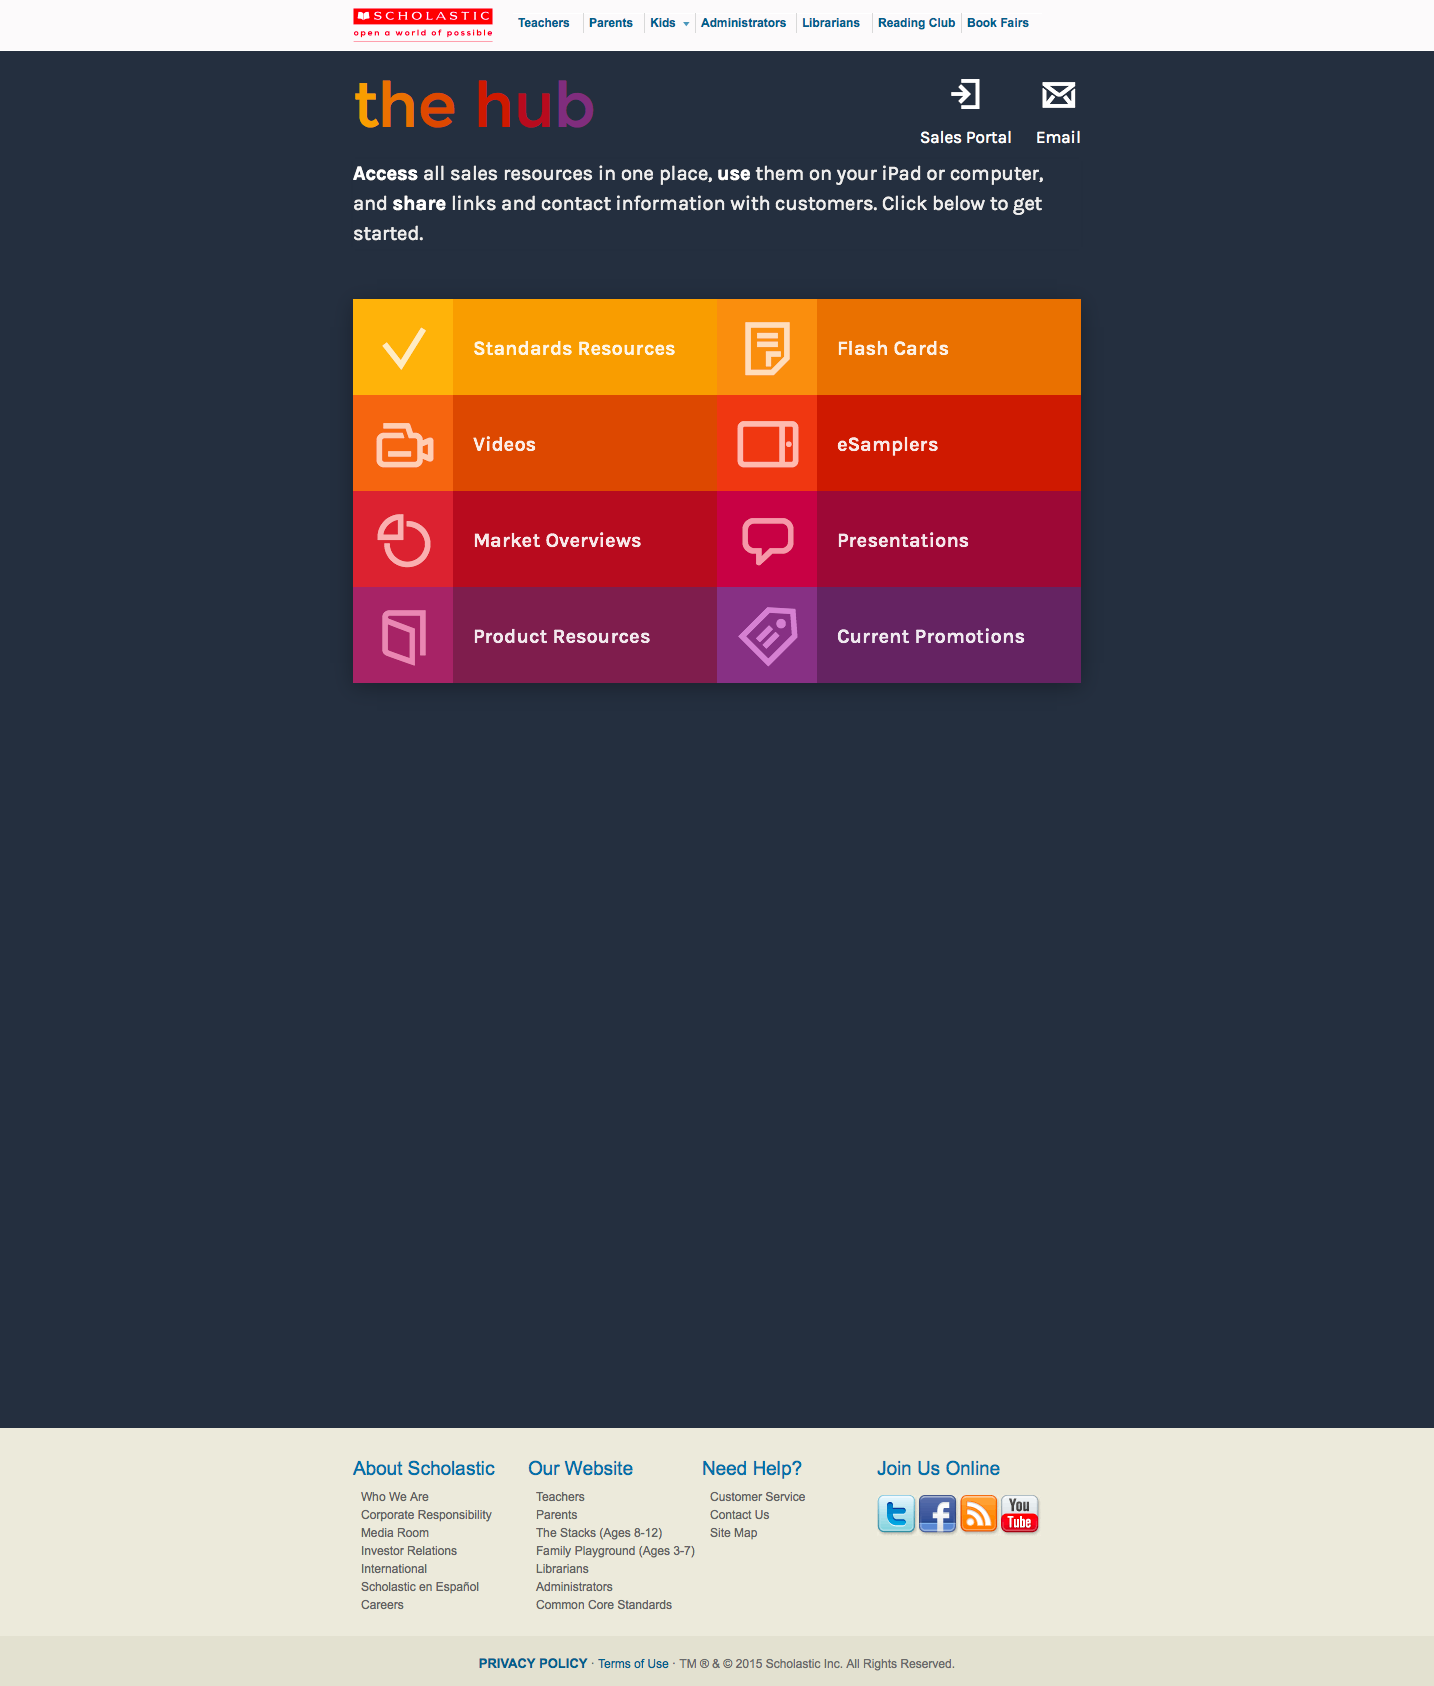 SCHOLASTIC
open a world of possible
Teachers
Parents
Kids
Administrators
Librarians
Reading Club
Book Fairs
the hub
Sales Portal
Email
Access all sales resources in one place, use them on your iPad or computer,
and share links and contact information with customers. Click below to get
started.
Standards Resources
Flash Cards
Videos
eSamplers
Market Overviews
Presentations
Product Resources
Current Promotions
About Scholastic
Who We Are
Corporate Responsibility
Media Room
Investor Relations
International
Scholastic en Español
Careers
Our Website
Teachers
Parents
The Stacks (Ages 8-12)
Family Playground (Ages 3-7)
Librarians
Administrators
Common Core Standards
Need Help?
Customer Service
Contact Us
Site Map
Join Us Online
You
Tube
PRIVACY POLICY · Terms of Use · TM ® & © 2015 Scholastic Inc. All Rights Reserved.